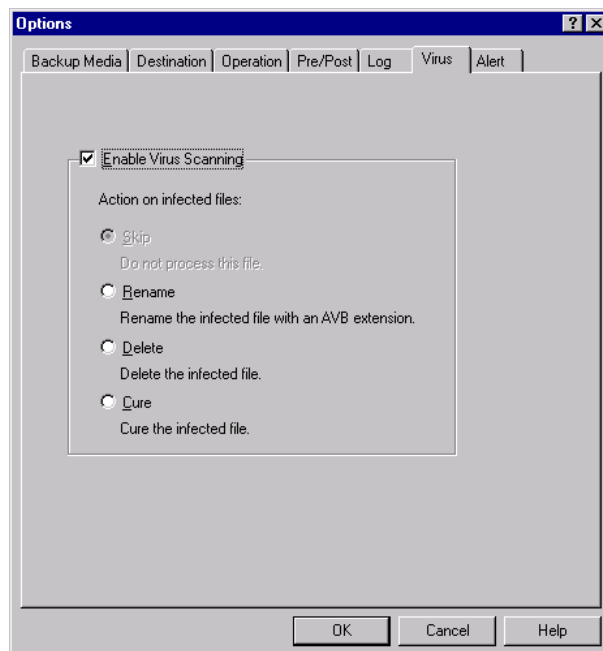 Options
Backup Media Destination Operation Pre/Post Log Virus Alert
Enable Virus Scanning
Action on infected files:
Skip
Do not process this file.
Rename
Rename the infected file with an AVB extension.
Delete
Delete the infected file.
Cure
Cure the infected file.
OK Cancel Help